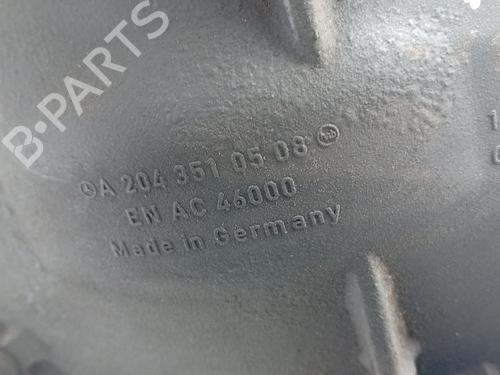 B-PARTS
A 204 351 05 08
EN AC 46000
Made in Germany